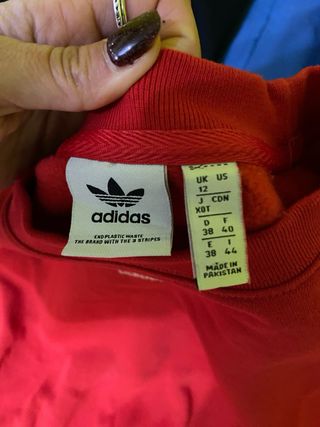 adidas
END PLASTIC WASTE
THE BRAND WITH THE 3 STRIPES
UK US
12
J CDN
XOT
D F
38 40
E I
38 44
MADE IN
PAKISTAN